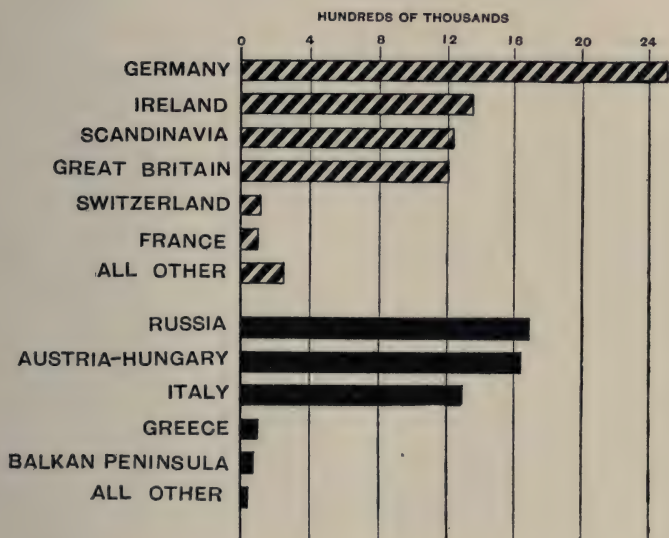 HUNDREDS OF THOUSANDS
0 4 8 12 16 20 24
GERMANY
IRELAND
SCANDINAVIA
GREAT BRITAIN
SWITZERLAND
FRANCE
ALL OTHER
RUSSIA
AUSTRIA-HUNGARY
ITALY
GREECE
BALKAN PENINSULA
ALL OTHER